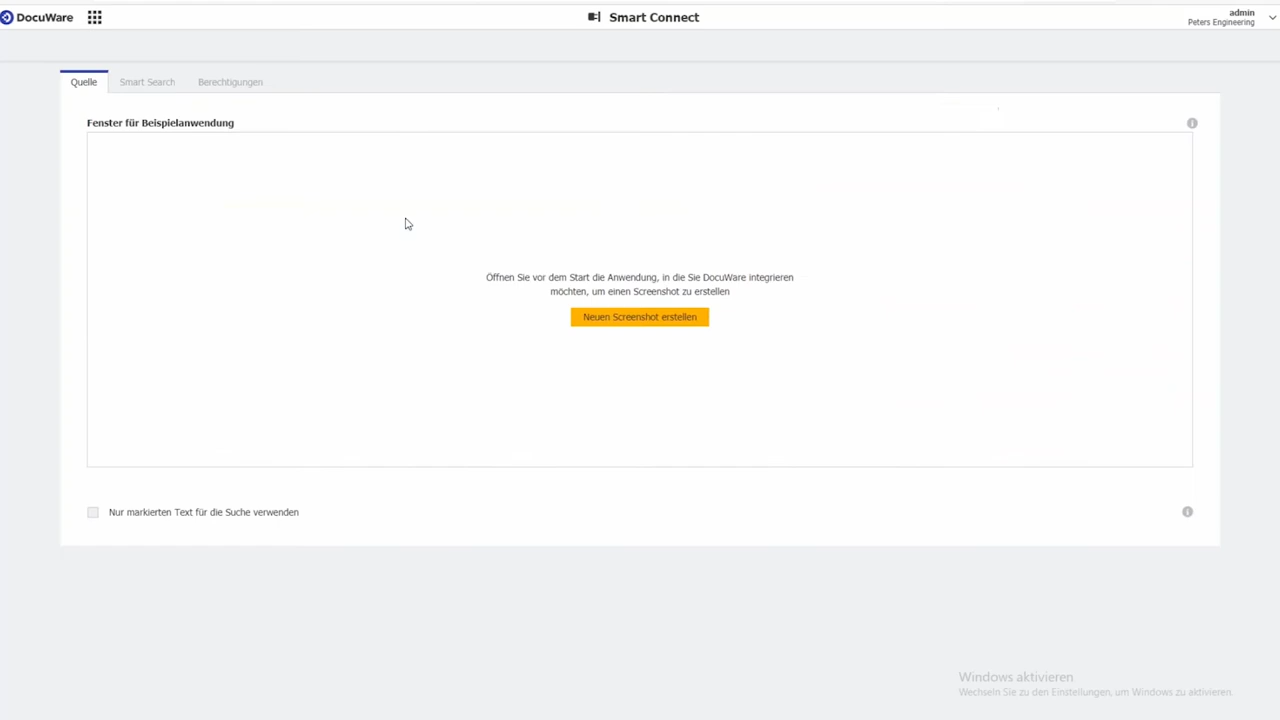 DocuWare
Smart Connect
admin
Peters Engineering
Quelle
Smart Search
Berechtigungen
Fenster für Beispielanwendung
Öffnen Sie vor dem Start die Anwendung, in die Sie DocuWare integrieren
möchten, um einen Screenshot zu erstellen
Neuen Screenshot erstellen
Nur markierten Text für die Suche verwenden
Windows aktivieren
Wechseln Sie zu den Einstellungen, um Windows zu aktivieren.